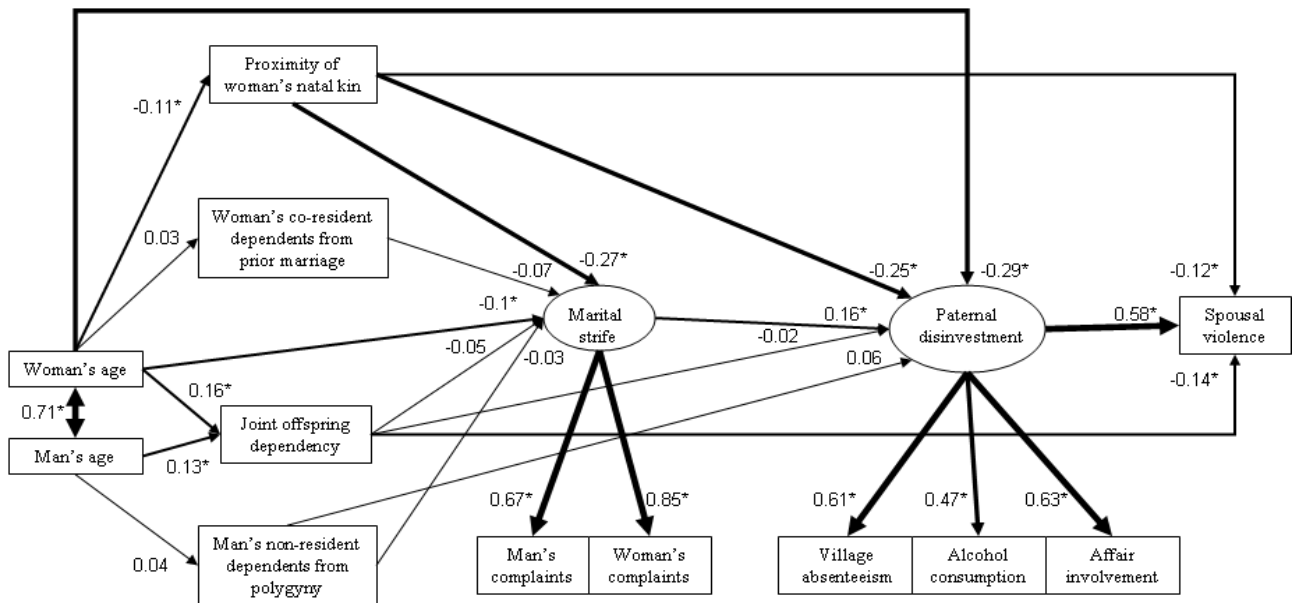 Proximity of
woman's natal kin
-0.11*
Woman's co-resident
dependents from
prior marriage
0.03
-0.07
-0.27*
-0.25*
-0.29*
-0.12*
-0.1*
Marital
strife
0.16*
Paternal
disinvestment
0.58*
Spousal
violence
-0.05
-0.03
-0.02
0.06
-0.14*
Woman's age
0.71*
0.16*
Man's age
0.13*
Joint offspring
dependency
0.04
Man's non-resident
dependents from
polygyny
0.67*
0.85*
0.61*
0.47*
0.63*
Man's
complaints
Woman's
complaints
Village
absenteeism
Alcohol
consumption
Affair
involvement